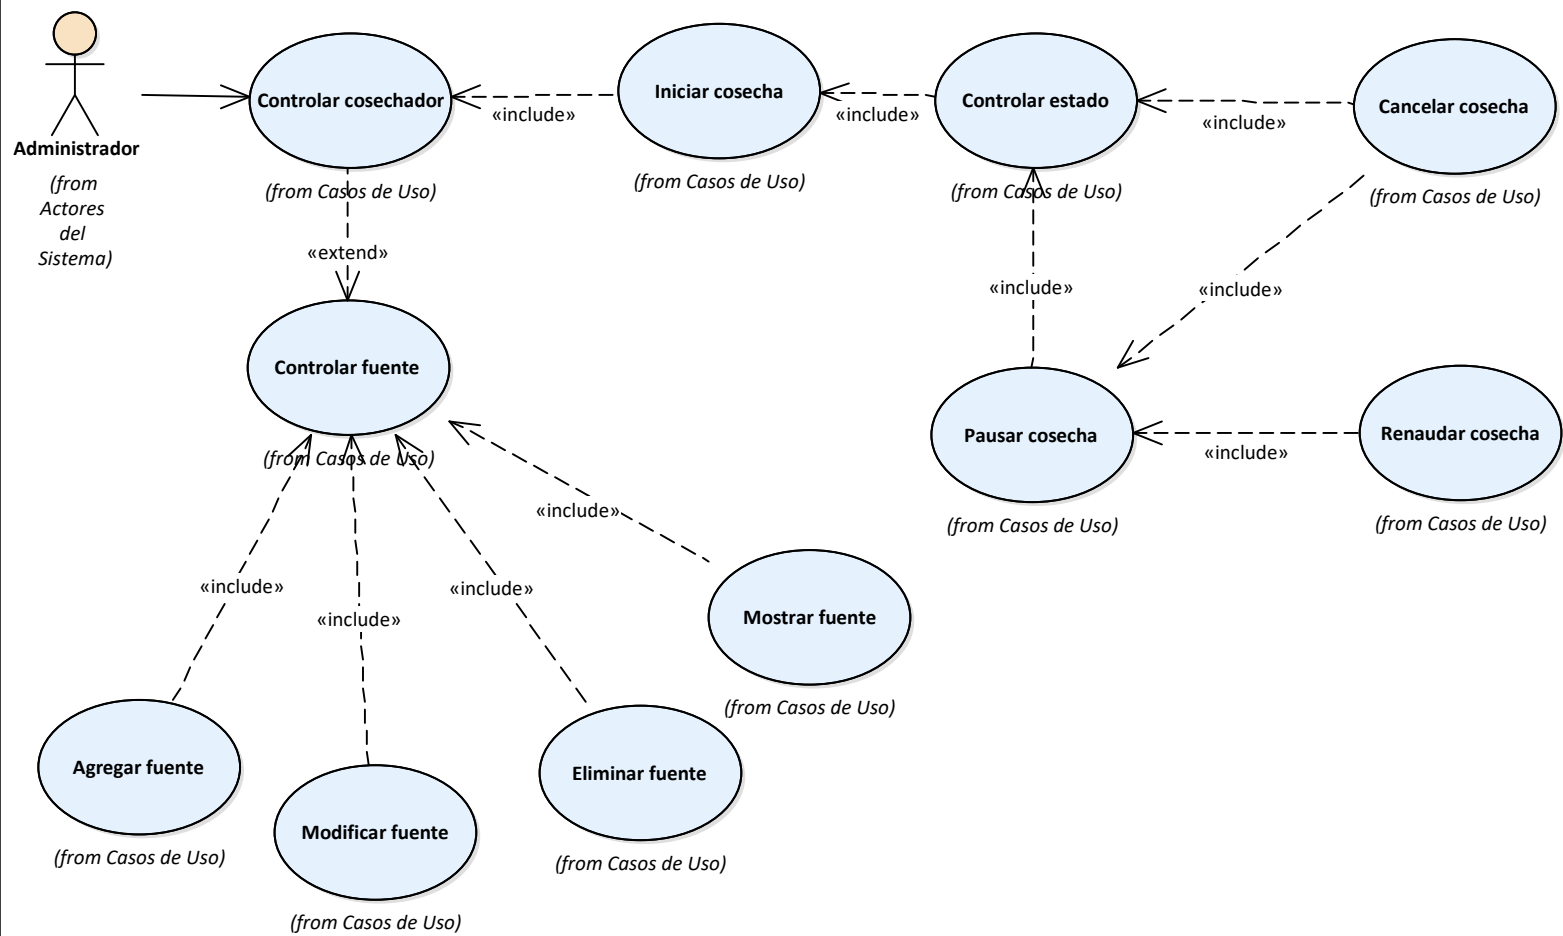 Controlar cosechador
Iniciar cosecha
Controlar estado
Cancelar cosecha
«include»
«include»
«include»
Administrador
(from
Actores
del
Sistema)
(from Casos de Uso)
(from Casos de Uso)
(from Casos de Uso)
(from Casos de Uso)
«extend»
«include»
«include»
Controlar fuente
Pausar cosecha
Renaudar cosecha
(from Casos de Uso)
«include»
(from Casos de Uso)
(from Casos de Uso)
«include»
«include»
«include»
«include»
Mostrar fuente
(from Casos de Uso)
Agregar fuente
Eliminar fuente
Modificar fuente
(from Casos de Uso)
(from Casos de Uso)
(from Casos de Uso)